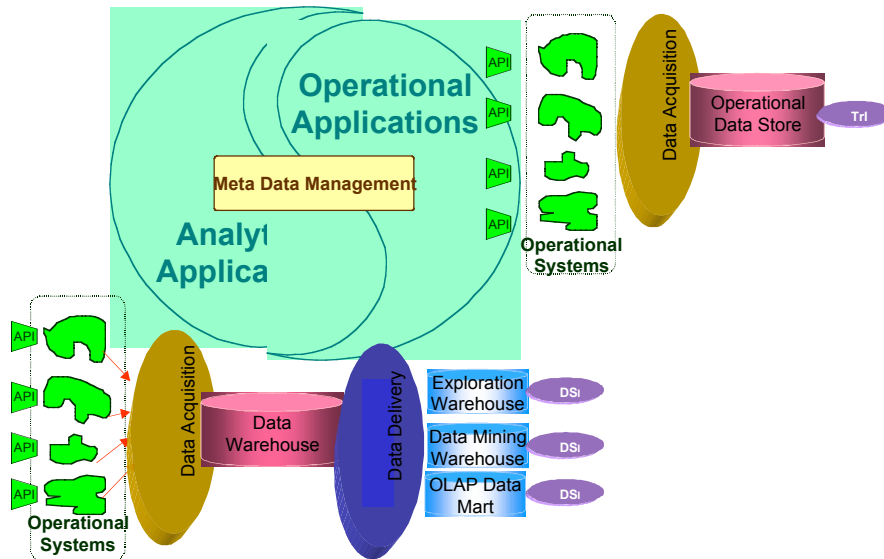 Operational
Applications
Meta Data Management
Analyt
Applica
API
API
API
API
Operational
Systems
Data Acquisition
Operational
Data Store
TrI
API
API
API
API
Operational
Systems
Data Acquisition
Data
Warehouse
Data Delivery
Exploration
Warehouse
DSI
Data Mining
Warehouse
DSI
OLAP Data
Mart
DSI